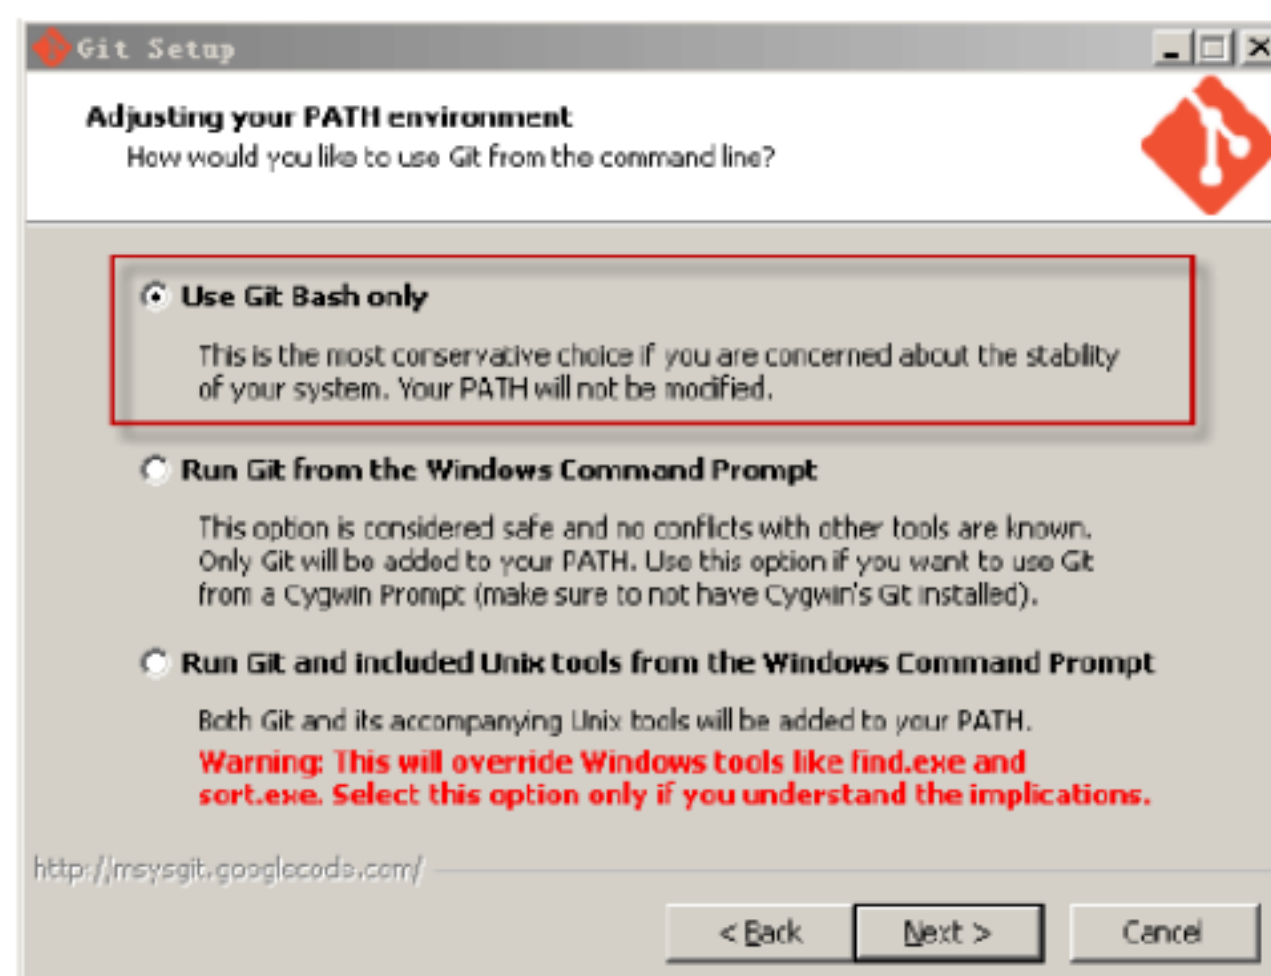 Git Setup
Adjusting your PATH environment
How would you like to use Git from the command line?
Use Git Bash only
This is the most conservative choice if you are concerned about the stability
of your system. Your PATH will not be modified.
Run Git from the Windows Command Prompt
This option is considered safe and no conflicts with other tools are known.
Only Git will be added to your PATH. Use this option if you want to use Git
from a Cygwin Prompt (make sure to not have Cygwin's Git installed).
Run Git and included Unix tools from the Windows Command Prompt
Both Git and its accompanying Unix tools will be added to your PATH.
Warning: This will override Windows tools like find.exe and
sort.exe. Select this option only if you understand the implications.
http://msysgit.googlecode.com/
< Back Next > Cancel